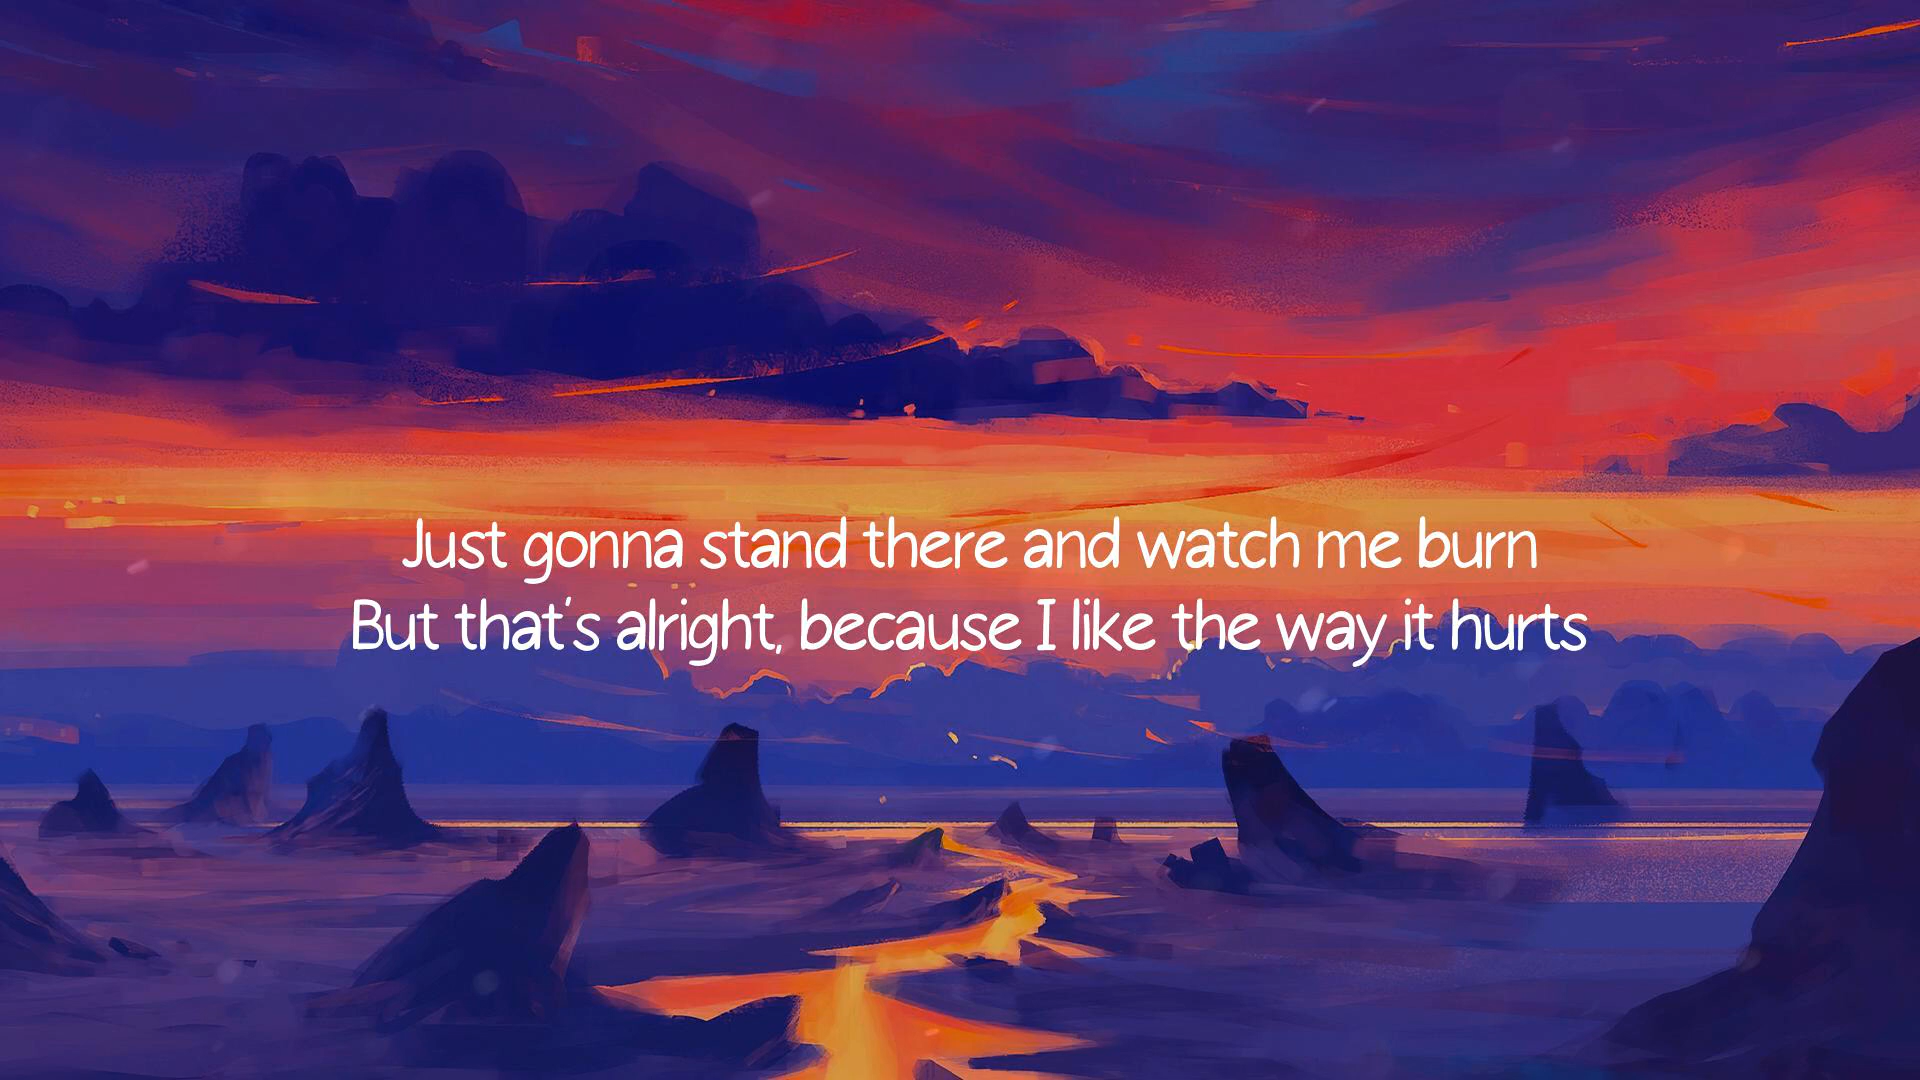 Just gonna stand there and watch me burn
But that's alright, because I like the way it hurts